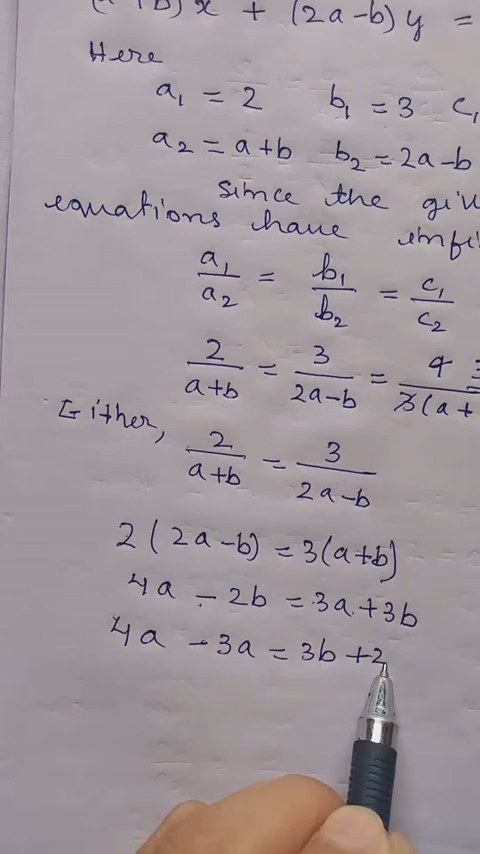 +b)x + (2a-b)y =
Here
a₁ = 2 b₁ = 3 c₁
a₂ = a+b b₂ = 2a-b
Since the giv
equations have infi
a₁/a₂ = b₁/b₂ = c₁/c₂
2/(a+b) = 3/(2a-b) = 4/3(a+
Either, 2/(a+b) = 3/(2a-b)
2(2a-b) = 3(a+b)
4a - 2b = 3a + 3b
4a - 3a = 3b + 2